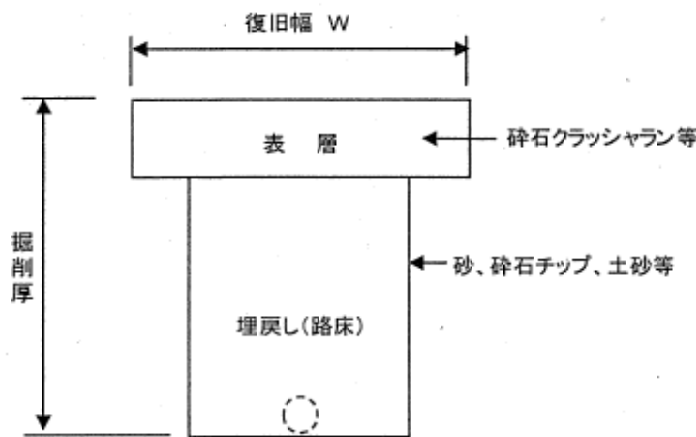 復旧幅 W
表 層
砕石クラッシャラン等
掘削厚
砂、砕石チップ、土砂等
埋戻し(路床)